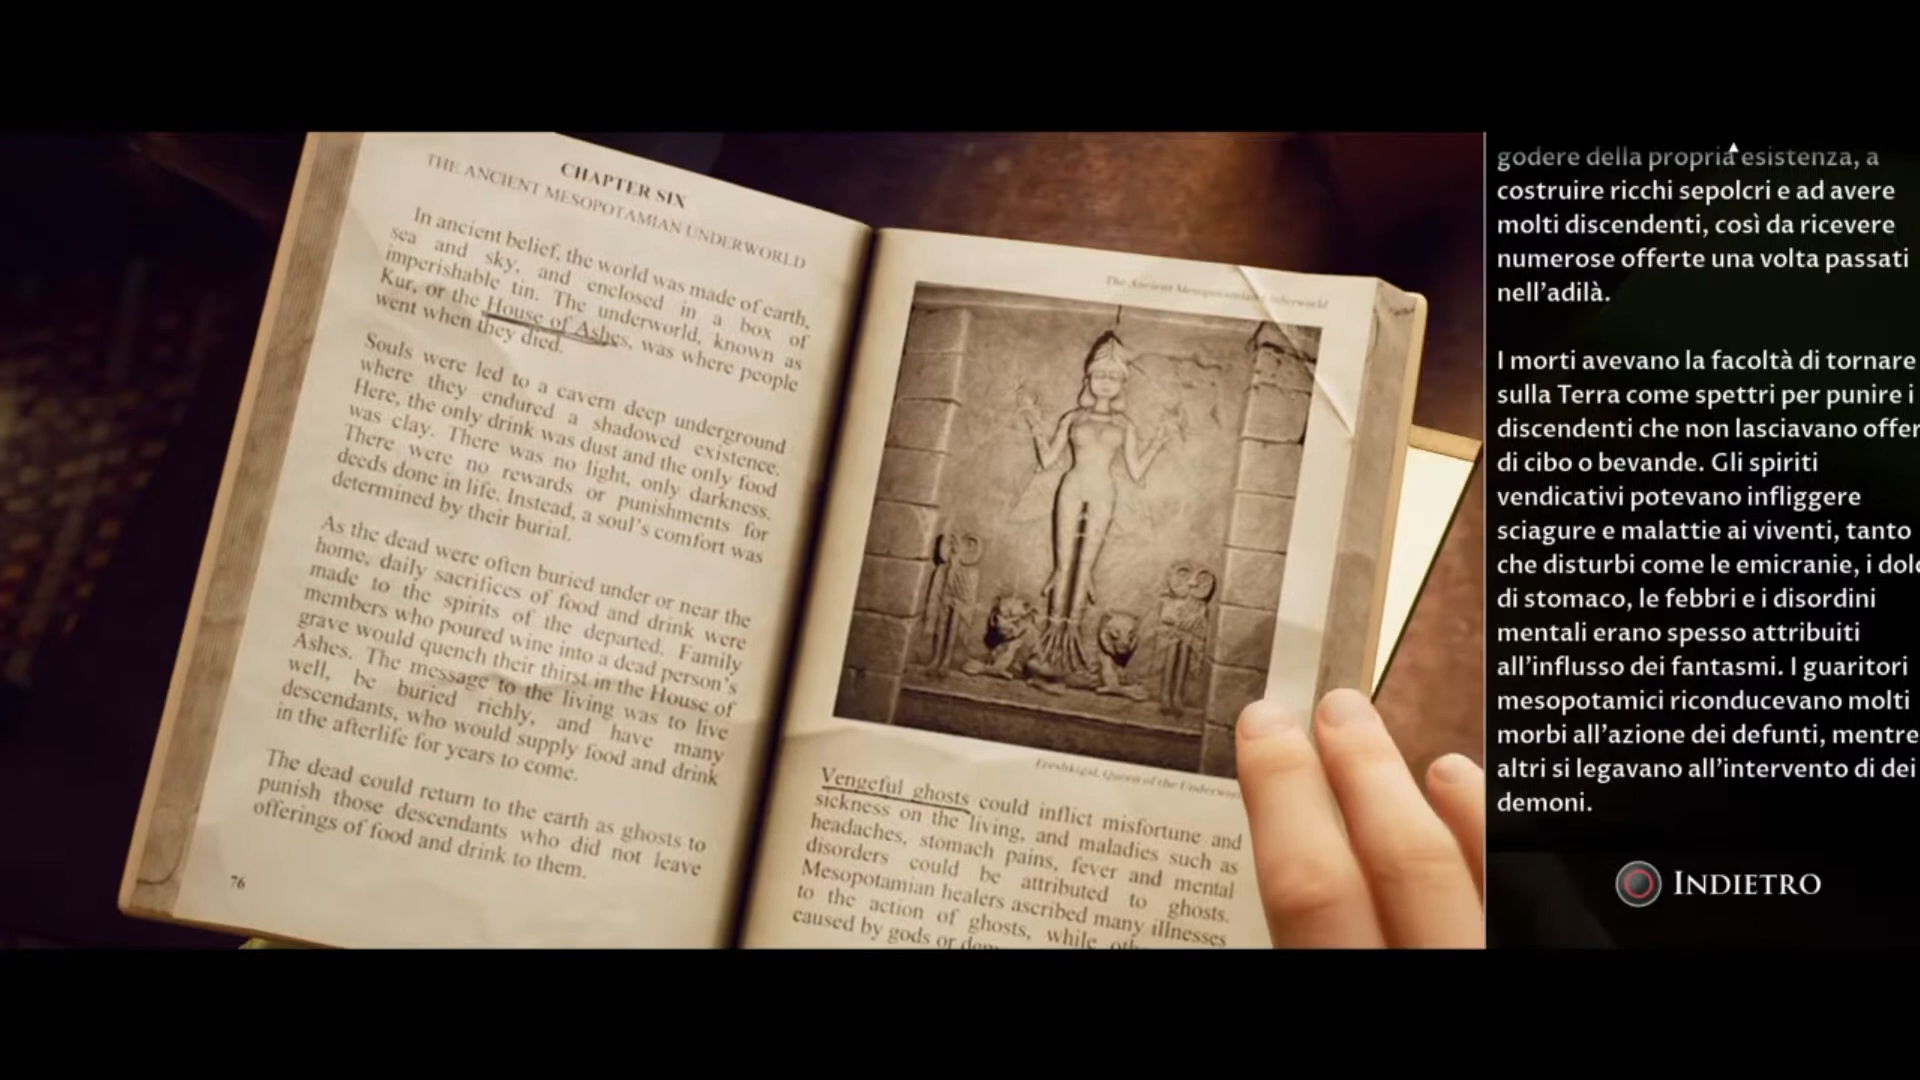 CHAPTER SIX
THE ANCIENT MESOPOTAMIAN UNDERWORLD
In ancient belief, the world was made of earth,
sea and sky, and enclosed in a box of
imperishable tin. The underworld, known as
Kur, or the House of Ashes, was where people
went when they died.
Souls were led to a cavern deep underground
where they endured a shadowed existence.
Here, the only drink was dust and the only food
was clay. There was no light, only darkness.
There were no rewards or punishments for
deeds done in life. Instead, a soul's comfort was
determined by their burial.
As the dead were often buried under or near the
home, daily sacrifices of food and drink were
made to the spirits of the departed. Family
members who poured wine into a dead person's
grave would quench their thirst in the House of
Ashes. The message to the living was to live
well, be buried richly, and have many
descendants, who would supply food and drink
in the afterlife for years to come.
The dead could return to the earth as ghosts to
punish those descendants who did not leave
offerings of food and drink to them.
76
The Ancient Mesopotamian Underworld
Ereshkigal, Queen of the Underwor
Vengeful ghosts could inflict misfortune and
sickness on the living, and maladies such as
headaches, stomach pains, fever and mental
disorders could be attributed to ghosts.
Mesopotamian healers ascribed many illnesses
to the action of ghosts, while oth
caused by gods or dem
godere della propria esistenza, a
costruire ricchi sepolcri e ad avere
molti discendenti, così da ricevere
numerose offerte una volta passati
nell'adilà.
I morti avevano la facoltà di tornare
sulla Terra come spettri per punire i
discendenti che non lasciavano offer
di cibo o bevande. Gli spiriti
vendicativi potevano infliggere
sciagure e malattie ai viventi, tanto
che disturbi come le emicranie, i dolo
di stomaco, le febbri e i disordini
mentali erano spesso attribuiti
all'influsso dei fantasmi. I guaritori
mesopotamici riconducevano molti
morbi all'azione dei defunti, mentre
altri si legavano all'intervento di dei
demoni.
INDIETRO